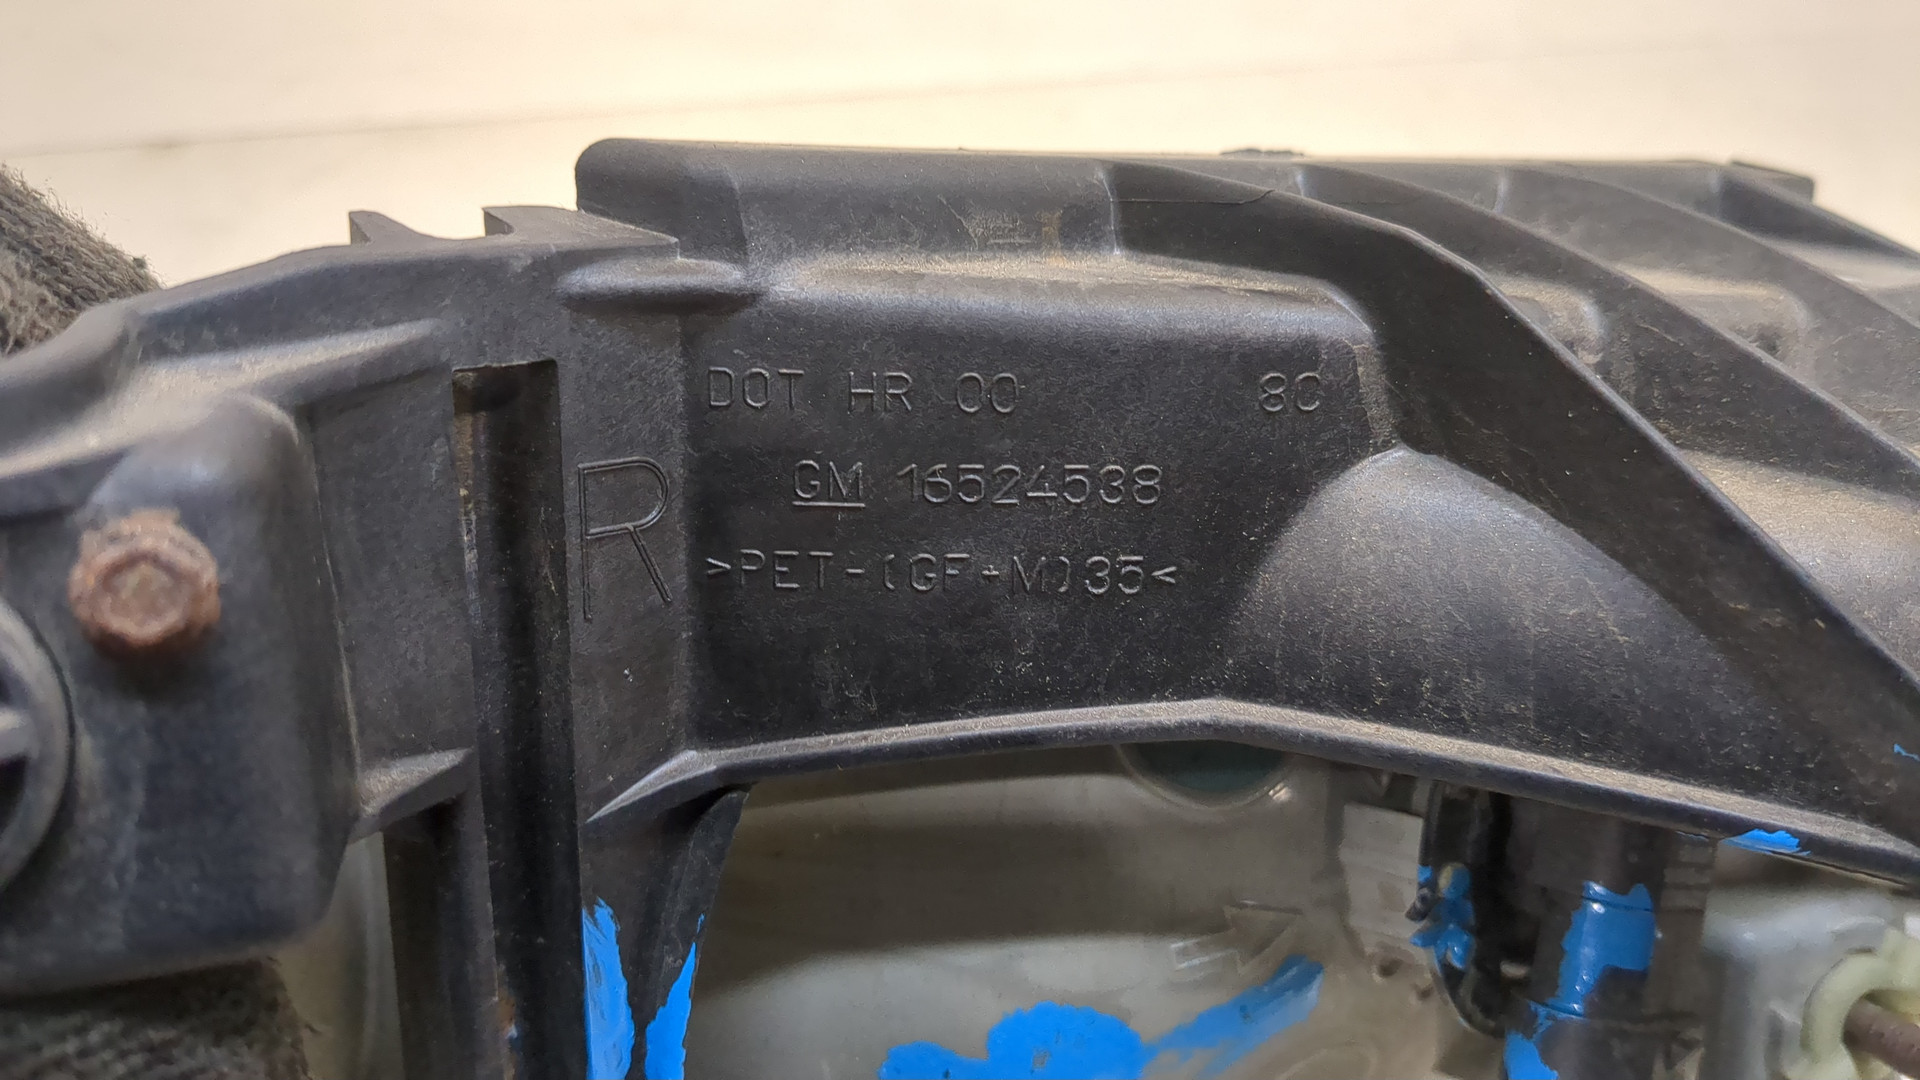 DOT HR 00 8C
GM 16524538
R
>PET-(GF+M)35<